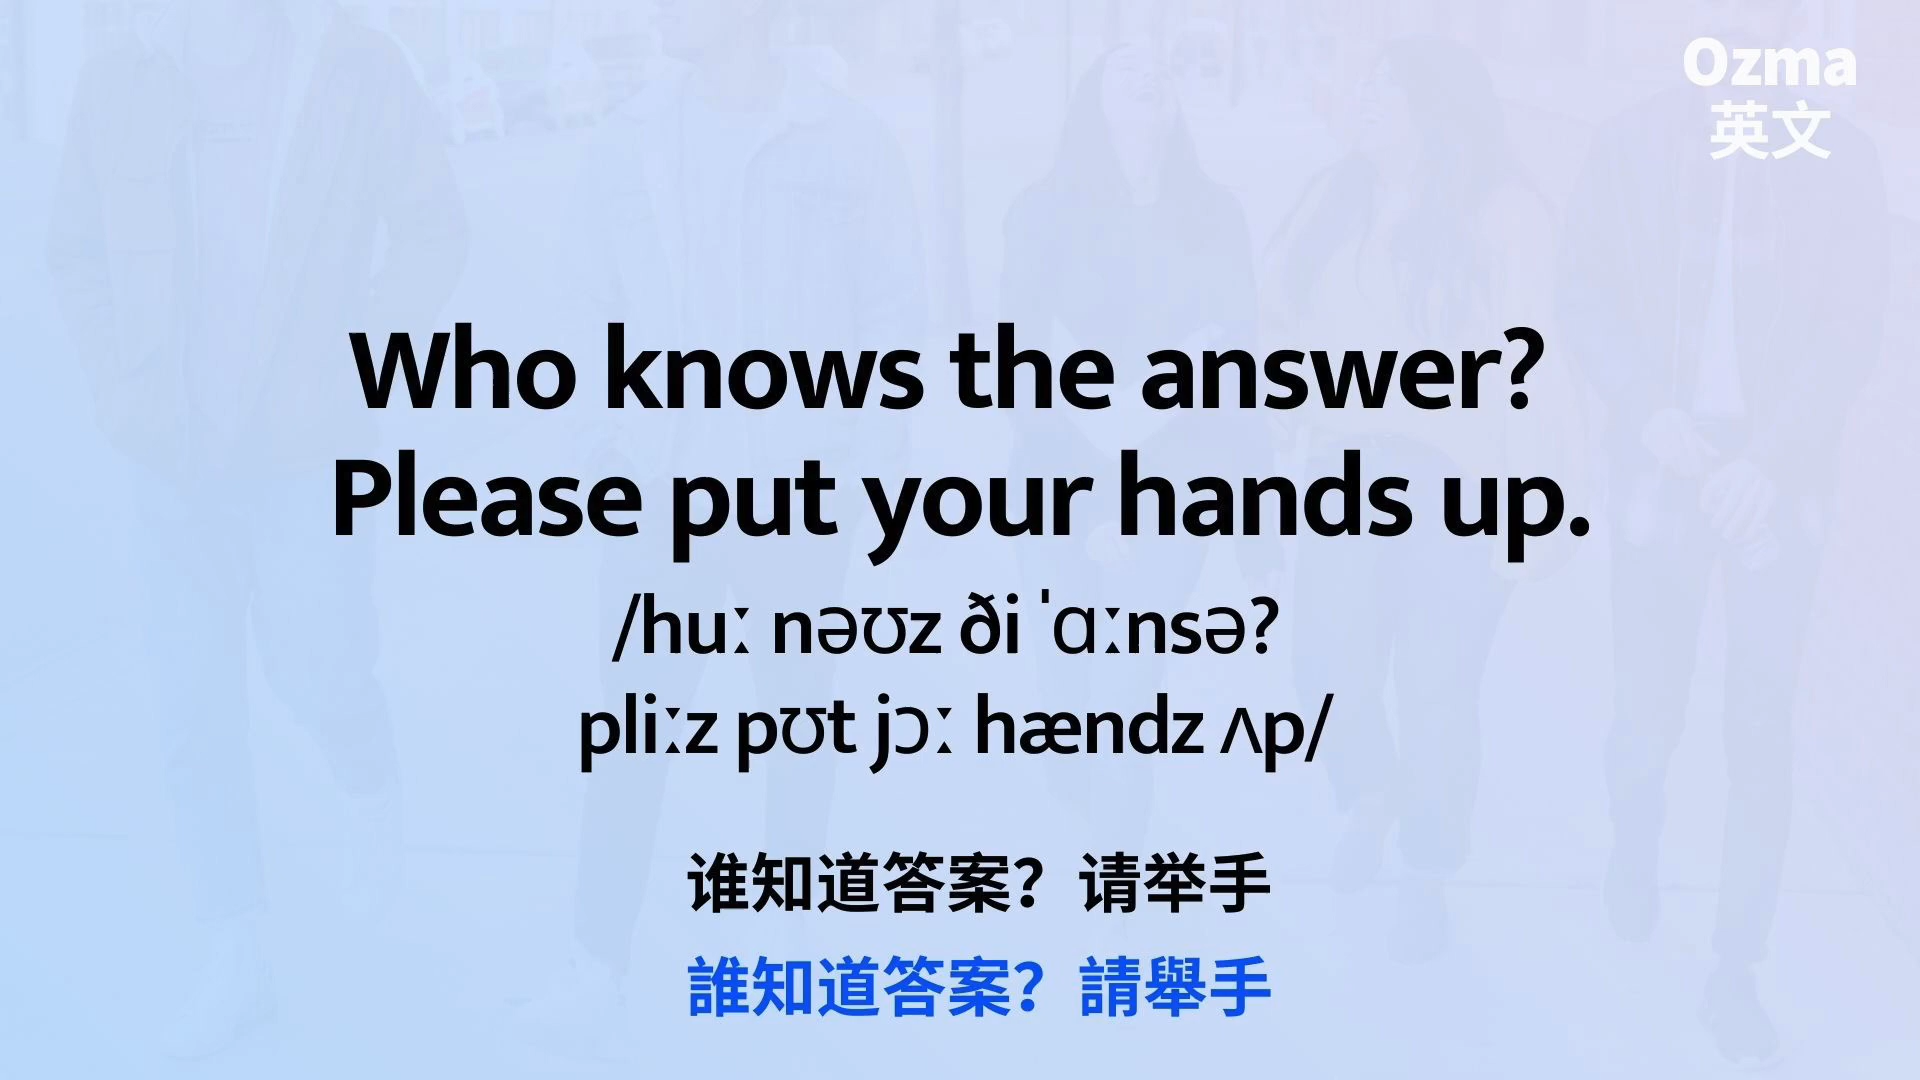 Ozma
英文
Who knows the answer?
Please put your hands up.
/huː nəʊz ði ˈɑːnsə?
pliːz pʊt jɔː hændz ʌp/
谁知道答案？请举手
誰知道答案？請舉手